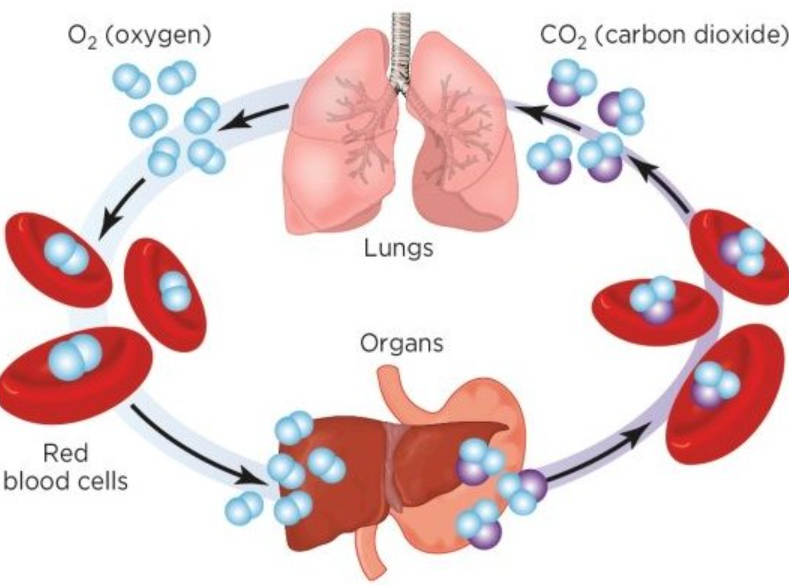 O₂ (oxygen)
CO₂ (carbon dioxide)
Lungs
Organs
Red
blood cells